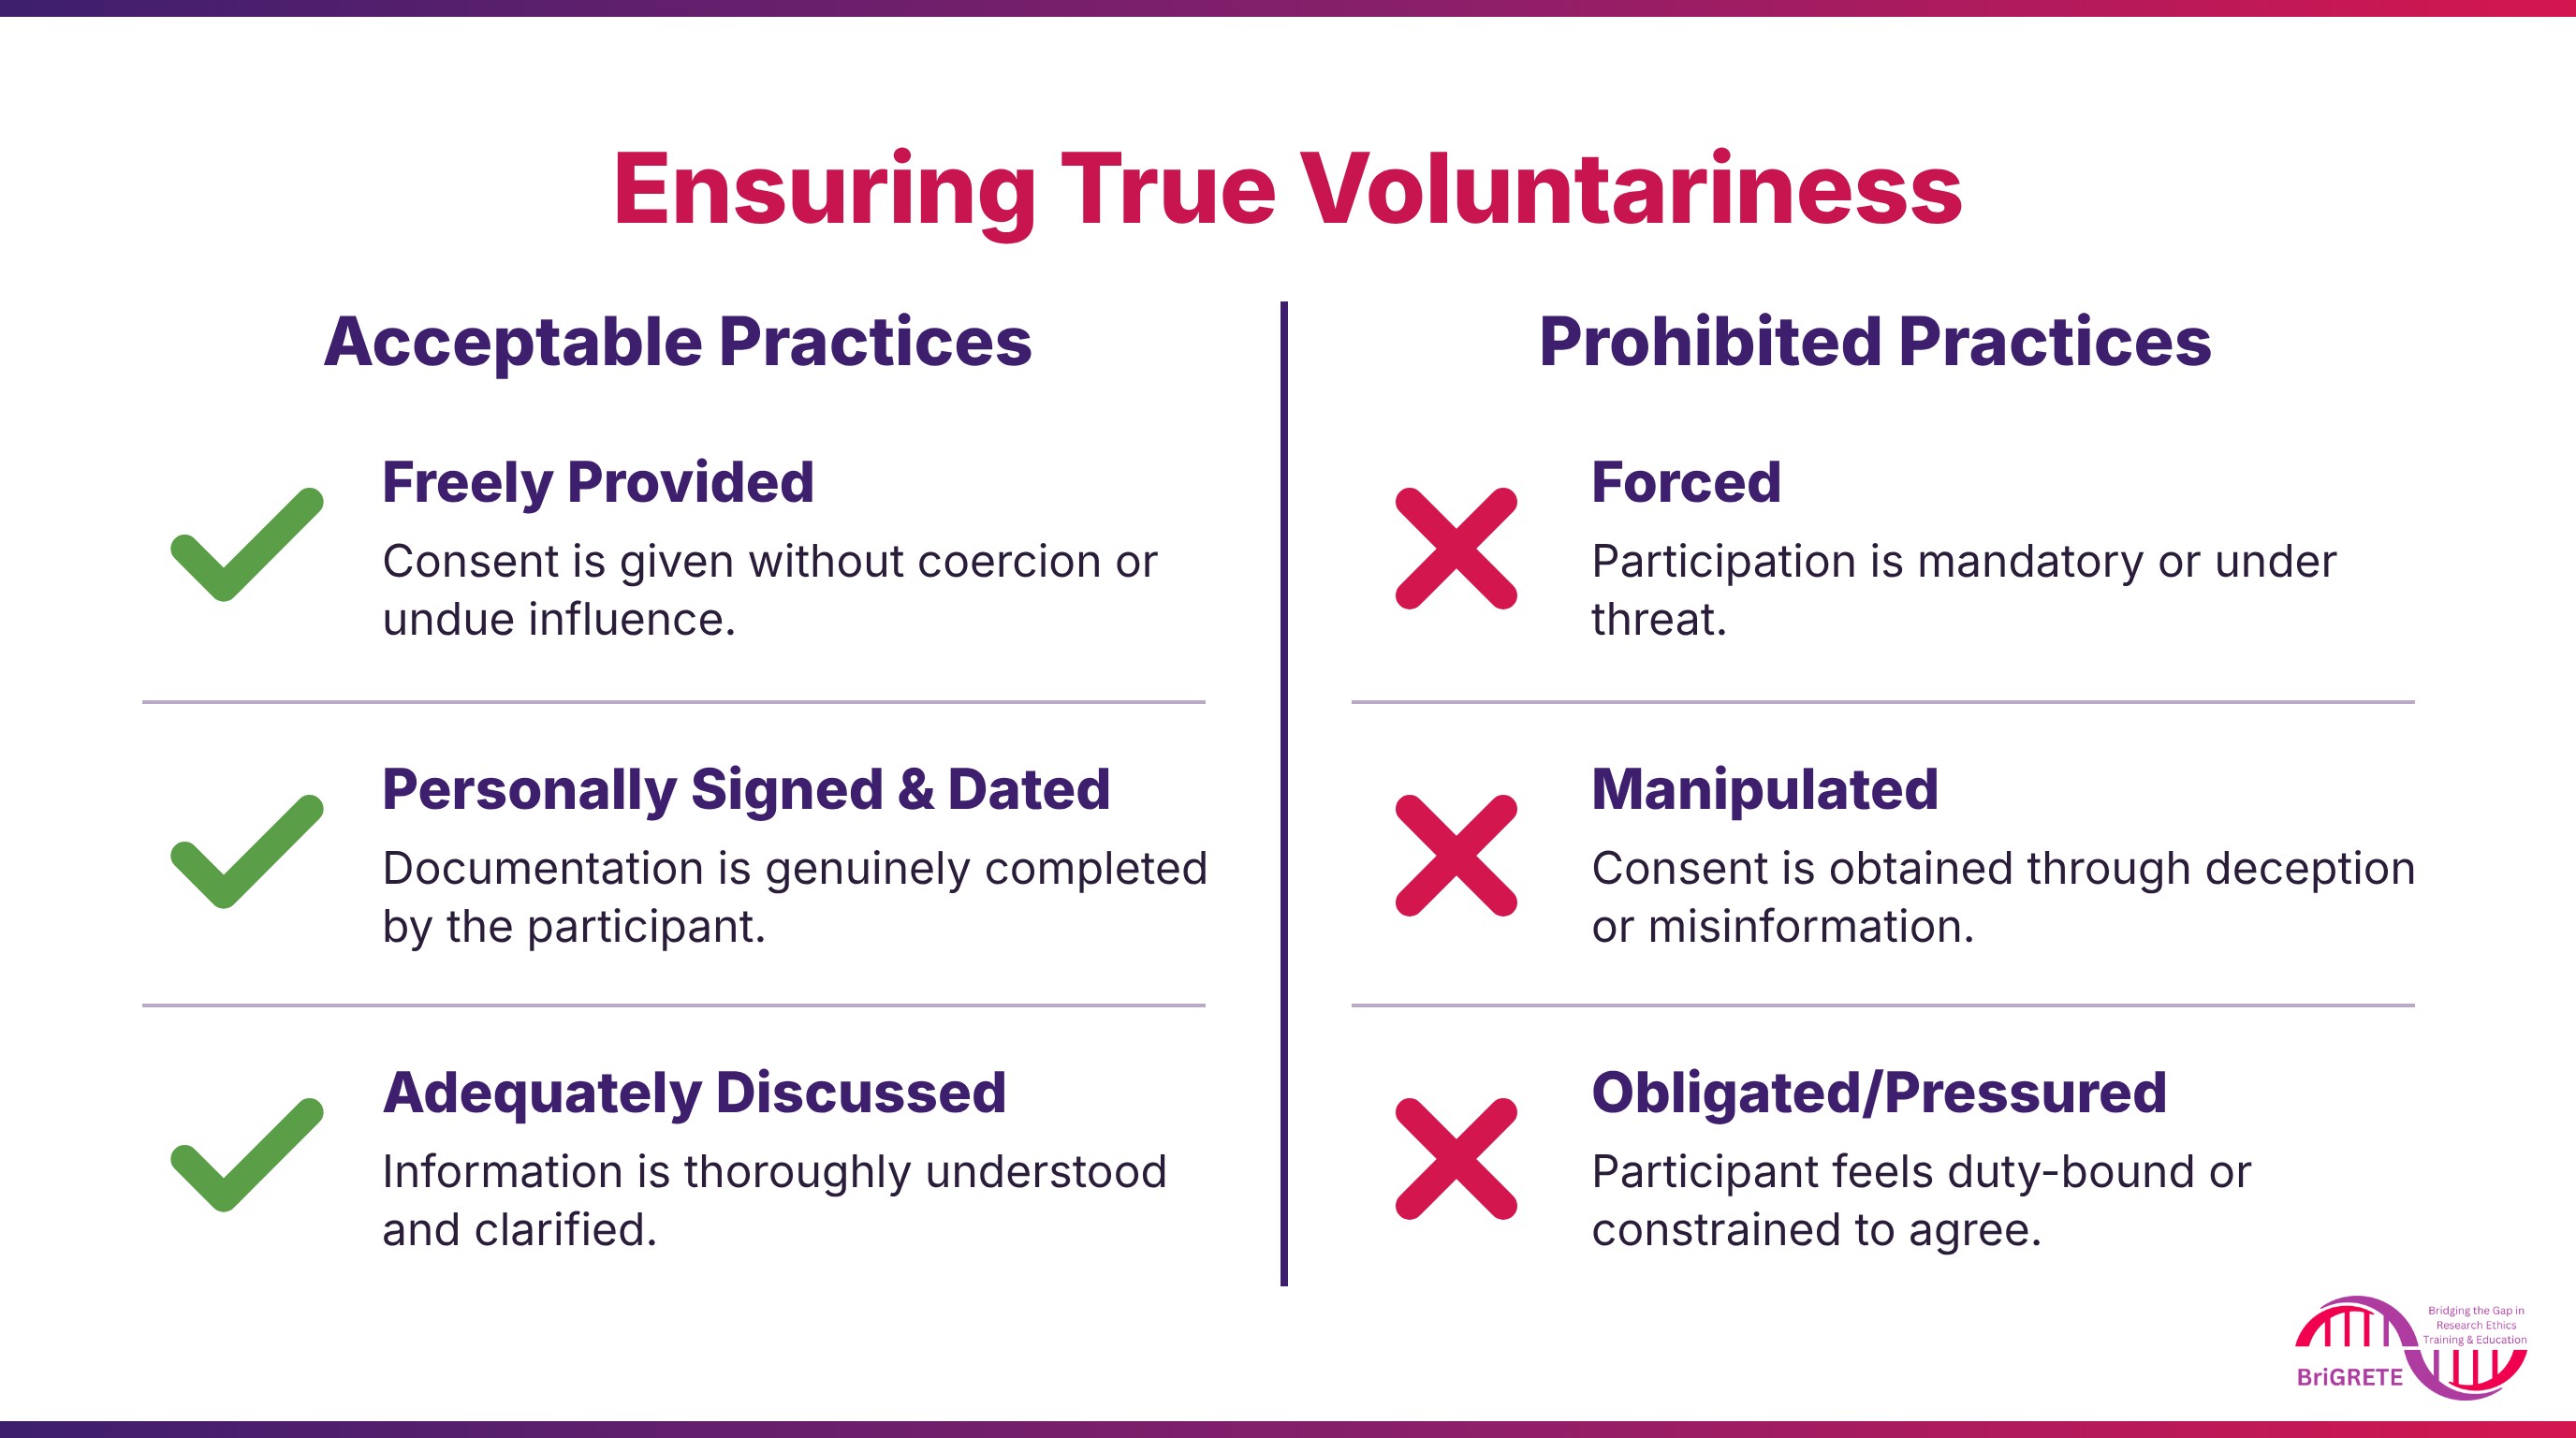 Ensuring True Voluntariness
Acceptable Practices
Freely Provided
Consent is given without coercion or
undue influence.
Personally Signed & Dated
Documentation is genuinely completed
by the participant.
Adequately Discussed
Information is thoroughly understood
and clarified.
Prohibited Practices
Forced
Participation is mandatory or under
threat.
Manipulated
Consent is obtained through deception
or misinformation.
Obligated/Pressured
Participant feels duty-bound or
constrained to agree.
Bridging the Gap in
Research Ethics
Training & Education
BriGRETE